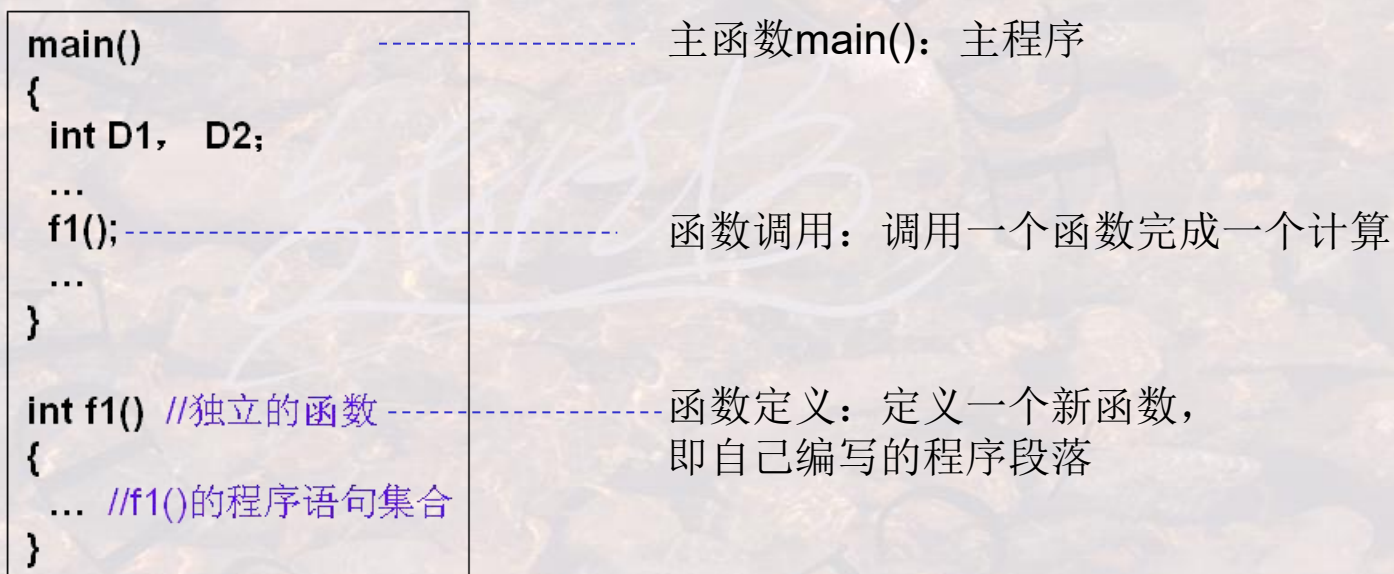 main()
主函数main()：主程序
{
int D1， D2;
…
f1();
函数调用：调用一个函数完成一个计算
…
}
int f1() //独立的函数
函数定义：定义一个新函数，
{
即自己编写的程序段落
… //f1()的程序语句集合
}